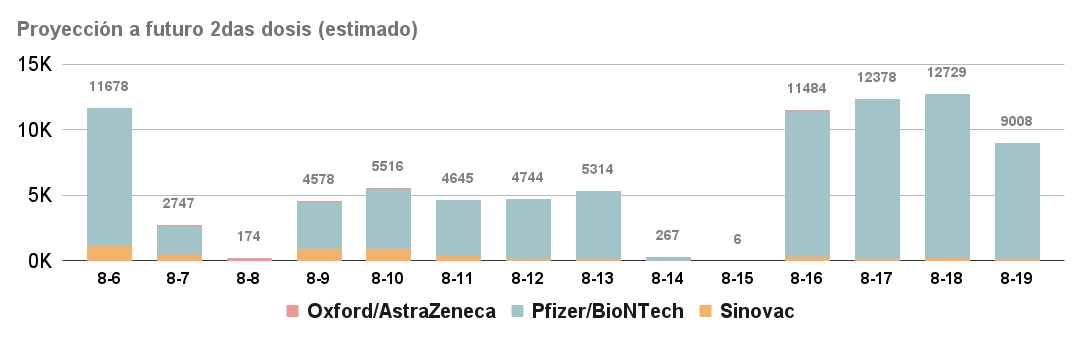 Proyección a futuro 2das dosis (estimado)
15K
10K
5K
0K
11678
2747
174
4578
5516
4645
4744
5314
267
6
11484
12378
12729
9008
8-6 8-7 8-8 8-9 8-10 8-11 8-12 8-13 8-14 8-15 8-16 8-17 8-18 8-19
Oxford/AstraZeneca Pfizer/BioNTech Sinovac